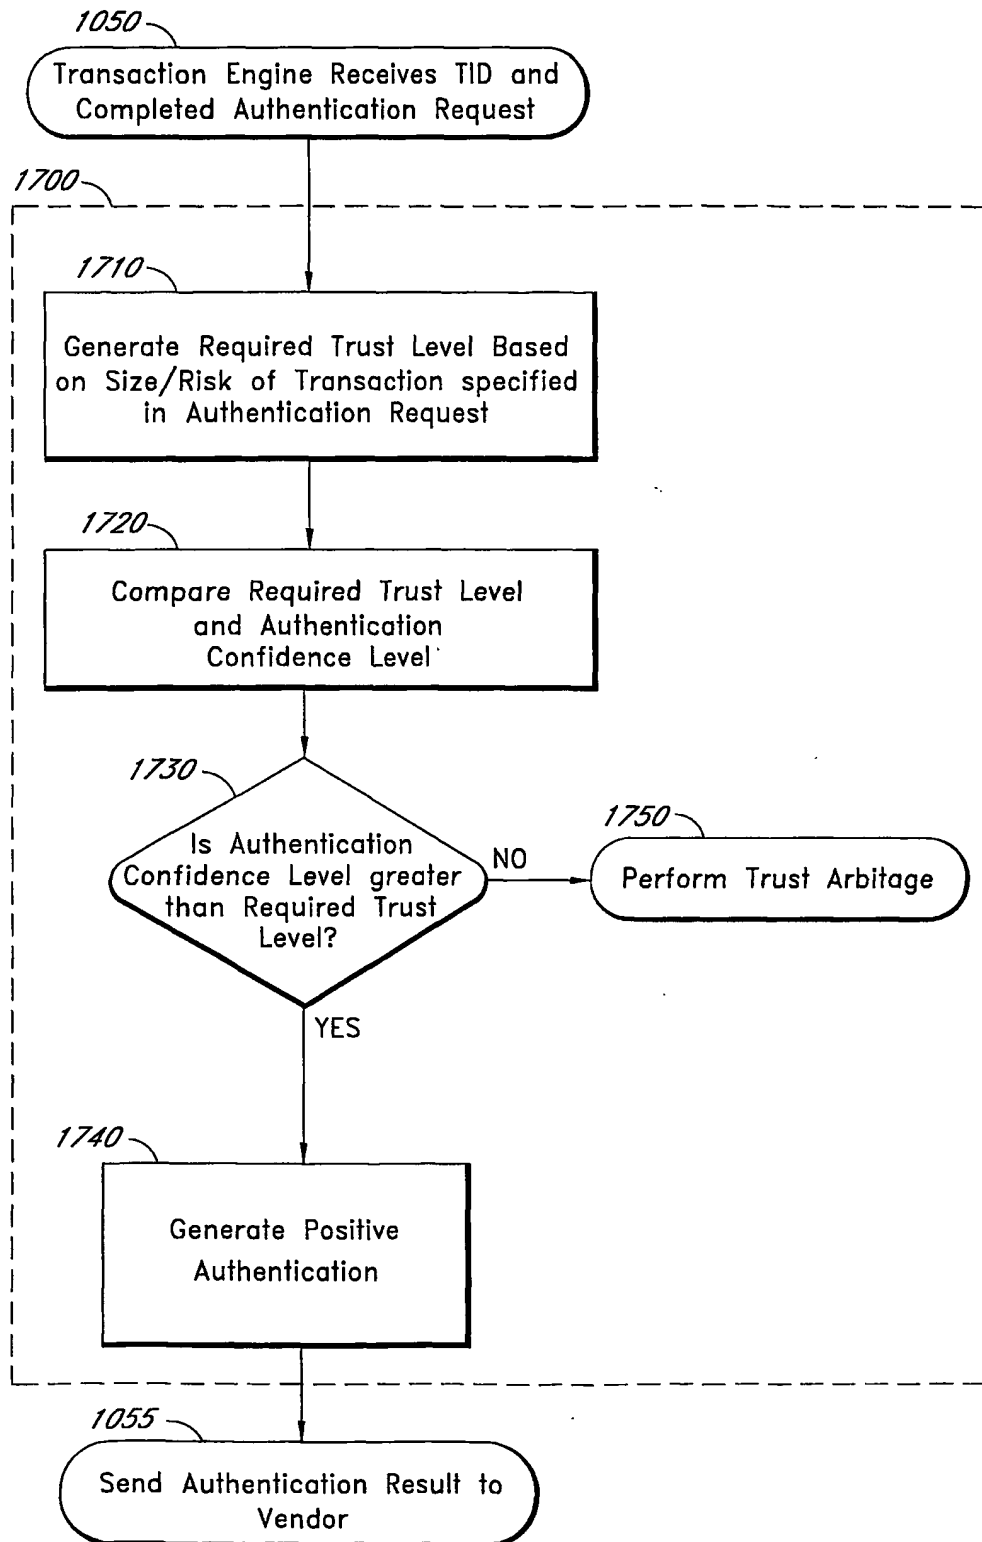 1050
Transaction Engine Receives TID and
Completed Authentication Request
1700
1710
Generate Required Trust Level Based
on Size/Risk of Transaction specified
in Authentication Request
1720
Compare Required Trust Level
and Authentication
Confidence Level
1730
Is Authentication
Confidence Level greater
than Required Trust
Level?
NO
1750
Perform Trust Arbitage
YES
1740
Generate Positive
Authentication
1055
Send Authentication Result to
Vendor